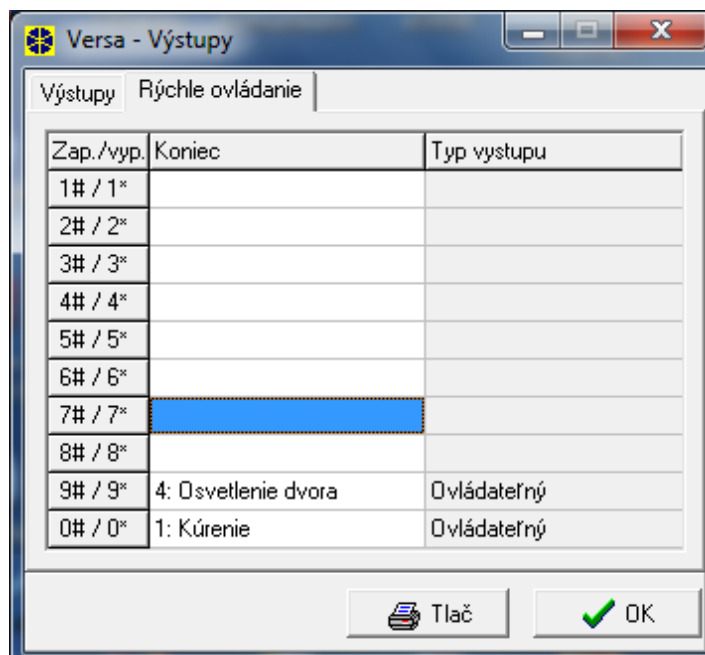 Versa - Výstupy
Výstupy Rýchle ovládanie
Zap./vyp. Koniec Typ vystupu
1# / 1*
2# / 2*
3# / 3*
4# / 4*
5# / 5*
6# / 6*
7# / 7*
8# / 8*
9# / 9* 4: Osvetlenie dvora Ovládateľný
0# / 0* 1: Kúrenie Ovládateľný
Tlač OK